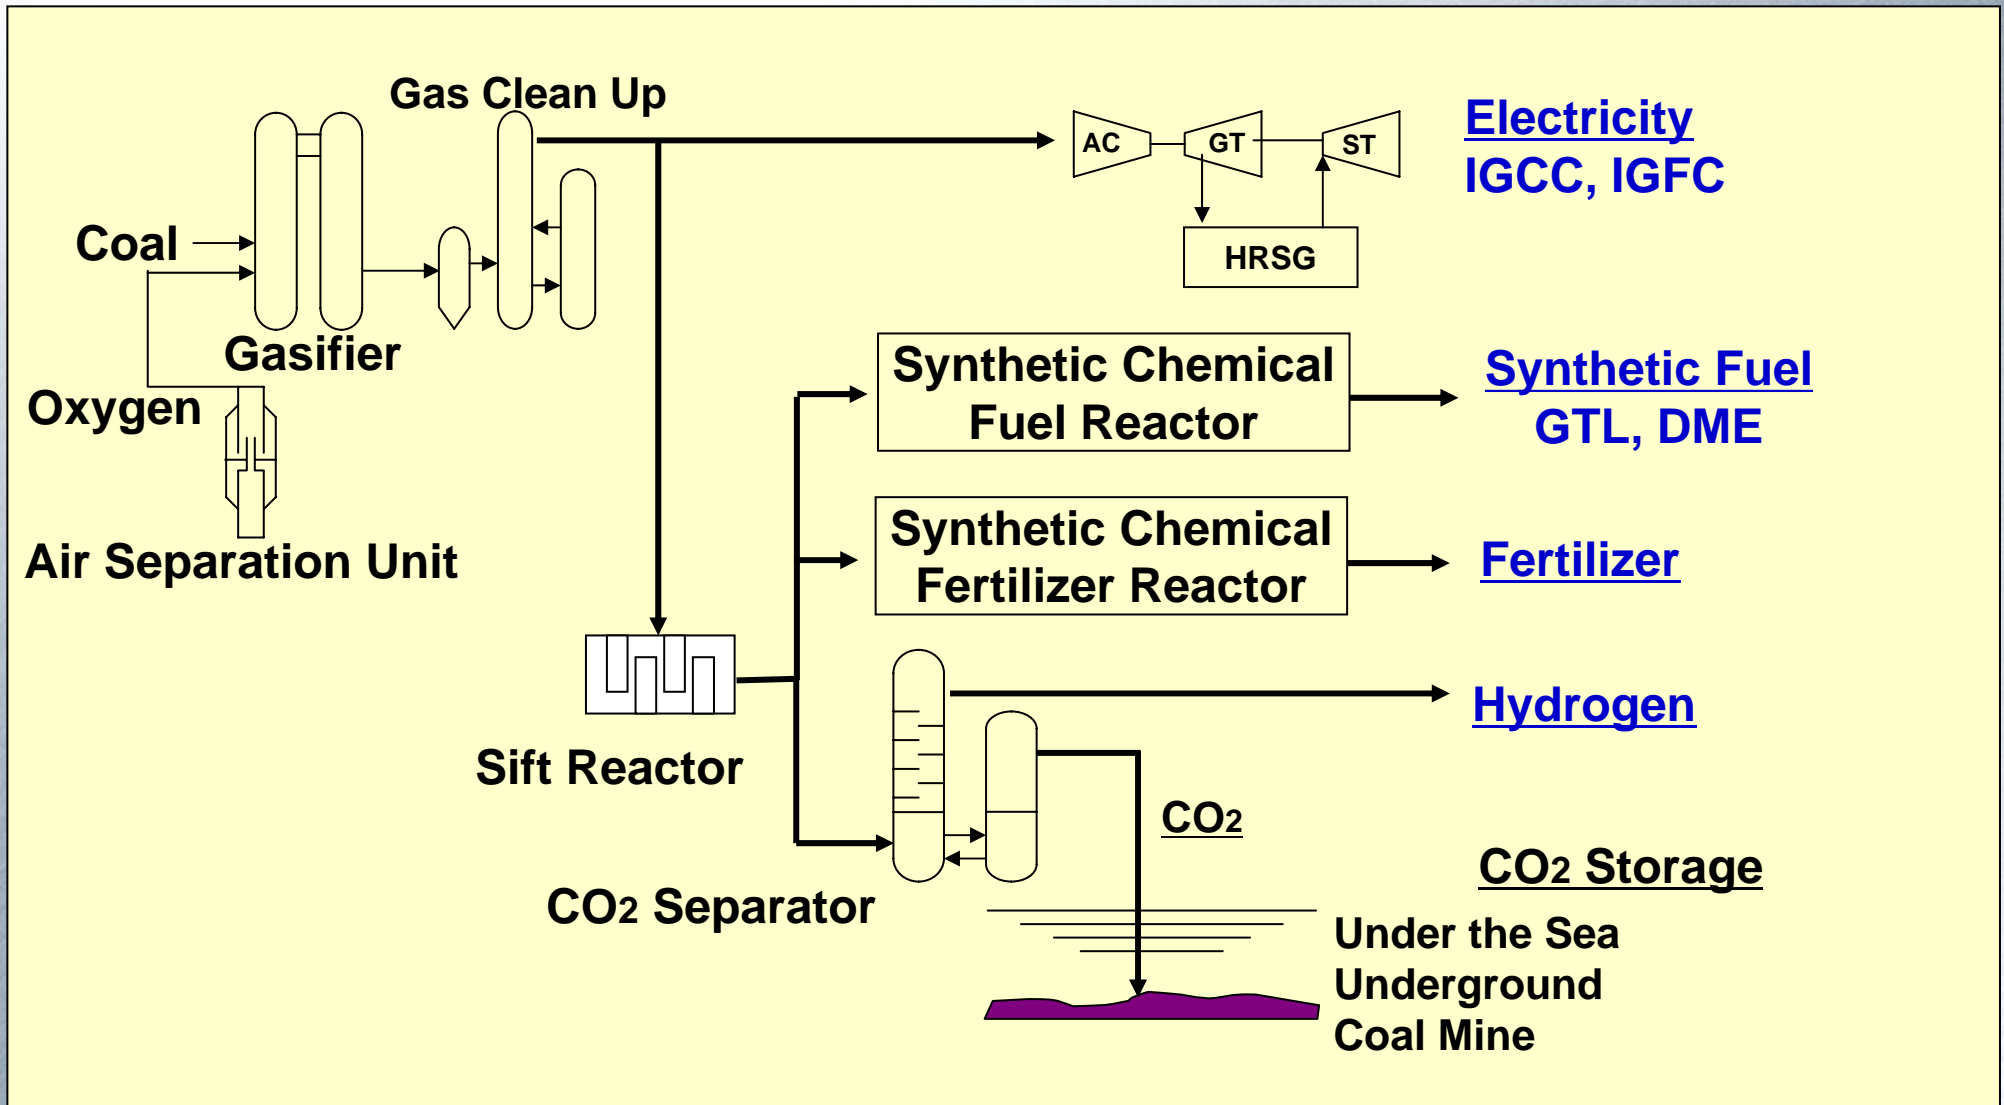 Gas Clean Up
Coal
Gasifier
Oxygen
Air Separation Unit
AC
GT
ST
HRSG
Electricity
IGCC, IGFC
Synthetic Chemical
Fuel Reactor
Synthetic Fuel
GTL, DME
Synthetic Chemical
Fertilizer Reactor
Fertilizer
Sift Reactor
Hydrogen
CO2 Separator
CO2
CO2 Storage
Under the Sea
Underground
Coal Mine